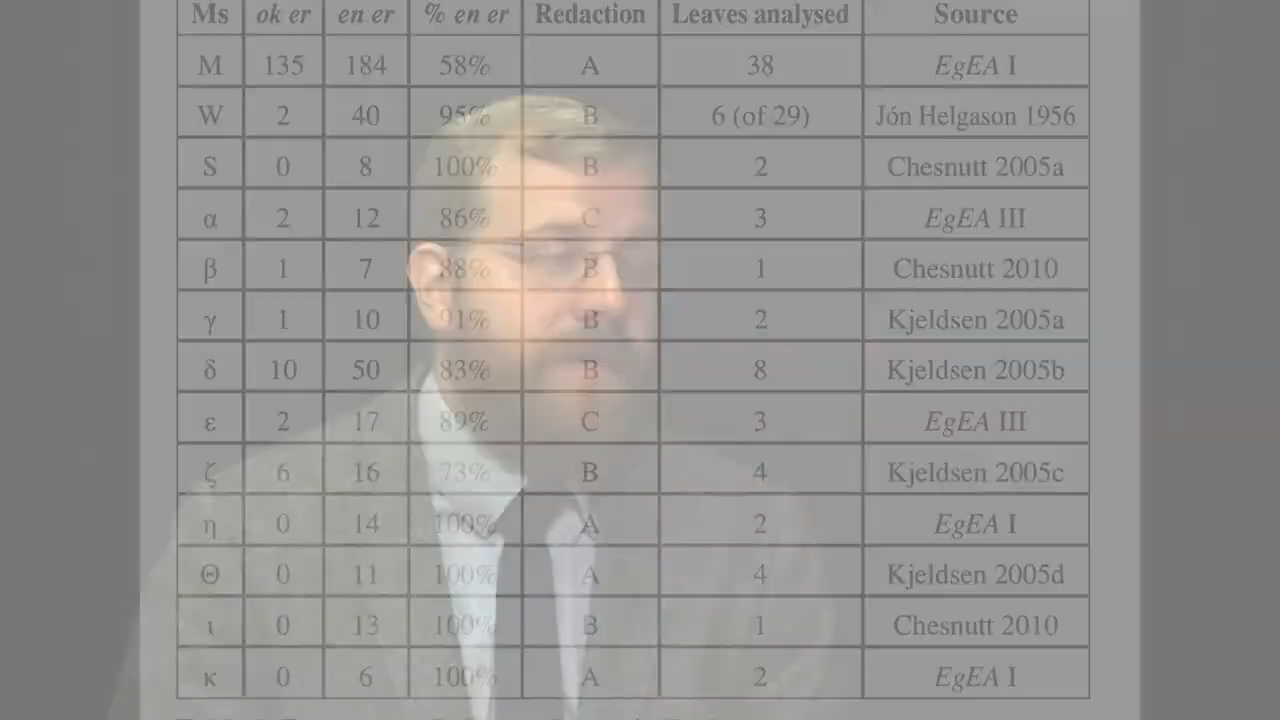 Ms ok er en er % en er Redaction Leaves analysed Source
M 135 184 58% A 38 EgEA I
W 2 40 95% B 6 (of 29) Jón Helgason 1956
S 0 8 100% B 2 Chesnutt 2005a
α 2 12 86% C 3 EgEA III
β 1 7 88% B 1 Chesnutt 2010
γ 1 10 91% B 2 Kjeldsen 2005a
δ 10 50 83% B 8 Kjeldsen 2005b
ε 2 17 89% C 3 EgEA III
ζ 6 16 73% B 4 Kjeldsen 2005c
η 0 14 100% A 2 EgEA I
Θ 0 11 100% A 4 Kjeldsen 2005d
ι 0 13 100% B 1 Chesnutt 2010
κ 0 6 100% A 2 EgEA I